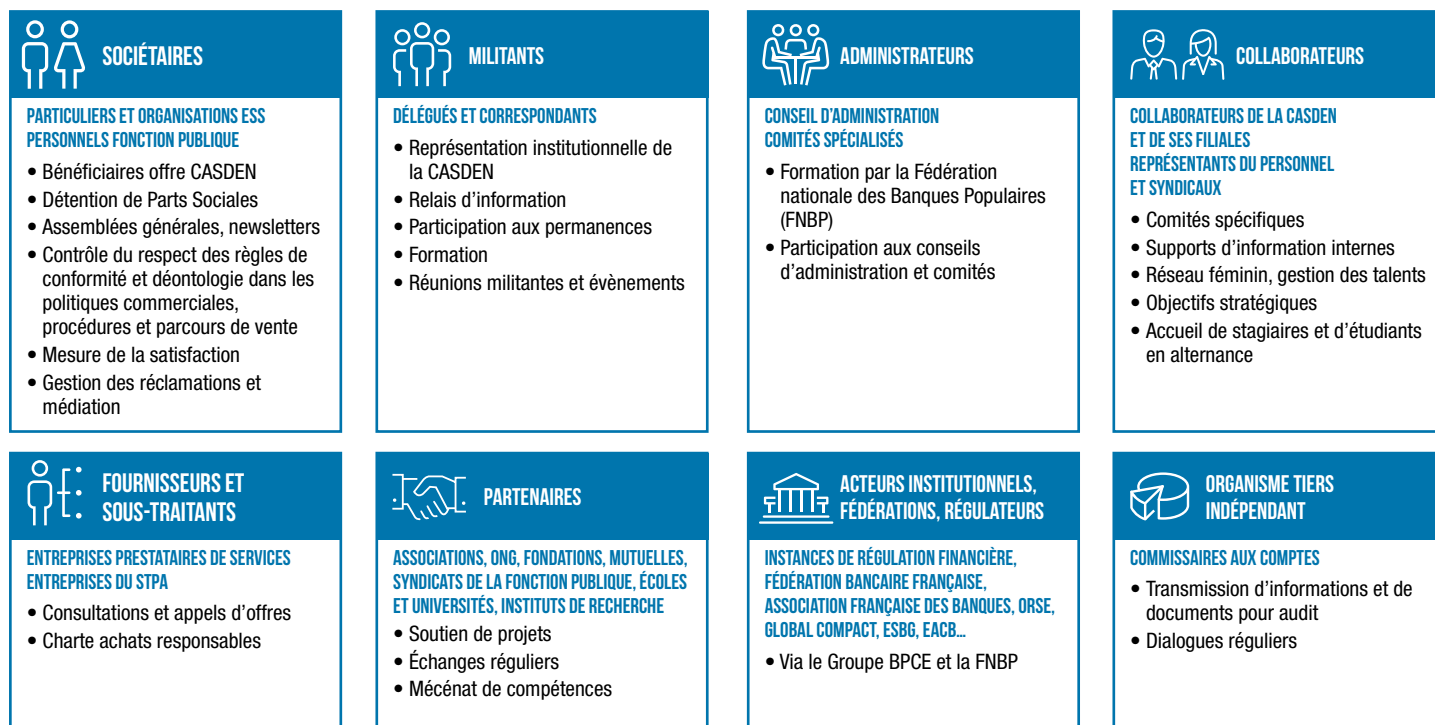 SOCIÉTAIRES
PARTICULIERS ET ORGANISATIONS ESS
PERSONNELS FONCTION PUBLIQUE
• Bénéficiaires offre CASDEN
• Détention de Parts Sociales
• Assemblées générales, newsletters
• Contrôle du respect des règles de
conformité et déontologie dans les
politiques commerciales,
procédures et parcours de vente
• Mesure de la satisfaction
• Gestion des réclamations et
médiation
MILITANTS
DÉLÉGUÉS ET CORRESPONDANTS
• Représentation institutionnelle de
la CASDEN
• Relais d'information
• Participation aux permanences
• Formation
• Réunions militantes et évènements
ADMINISTRATEURS
CONSEIL D'ADMINISTRATION
COMITÉS SPÉCIALISÉS
• Formation par la Fédération
nationale des Banques Populaires
(FNBP)
• Participation aux conseils
d'administration et comités
COLLABORATEURS
COLLABORATEURS DE LA CASDEN
ET DE SES FILIALES
REPRÉSENTANTS DU PERSONNEL
ET SYNDICAUX
• Comités spécifiques
• Supports d'information internes
• Réseau féminin, gestion des talents
• Objectifs stratégiques
• Accueil de stagiaires et d'étudiants
en alternance
FOURNISSEURS ET
SOUS-TRAITANTS
ENTREPRISES PRESTATAIRES DE SERVICES
ENTREPRISES DU STPA
• Consultations et appels d'offres
• Charte achats responsables
PARTENAIRES
ASSOCIATIONS, ONG, FONDATIONS, MUTUELLES,
SYNDICATS DE LA FONCTION PUBLIQUE, ÉCOLES
ET UNIVERSITÉS, INSTITUTS DE RECHERCHE
• Soutien de projets
• Échanges réguliers
• Mécénat de compétences
ACTEURS INSTITUTIONNELS,
FÉDÉRATIONS, RÉGULATEURS
INSTANCES DE RÉGULATION FINANCIÈRE,
FÉDÉRATION BANCAIRE FRANÇAISE,
ASSOCIATION FRANÇAISE DES BANQUES, ORSE,
GLOBAL COMPACT, ESBG, EACB...
• Via le Groupe BPCE et la FNBP
ORGANISME TIERS
INDÉPENDANT
COMMISSAIRES AUX COMPTES
• Transmission d'informations et de
documents pour audit
• Dialogues réguliers